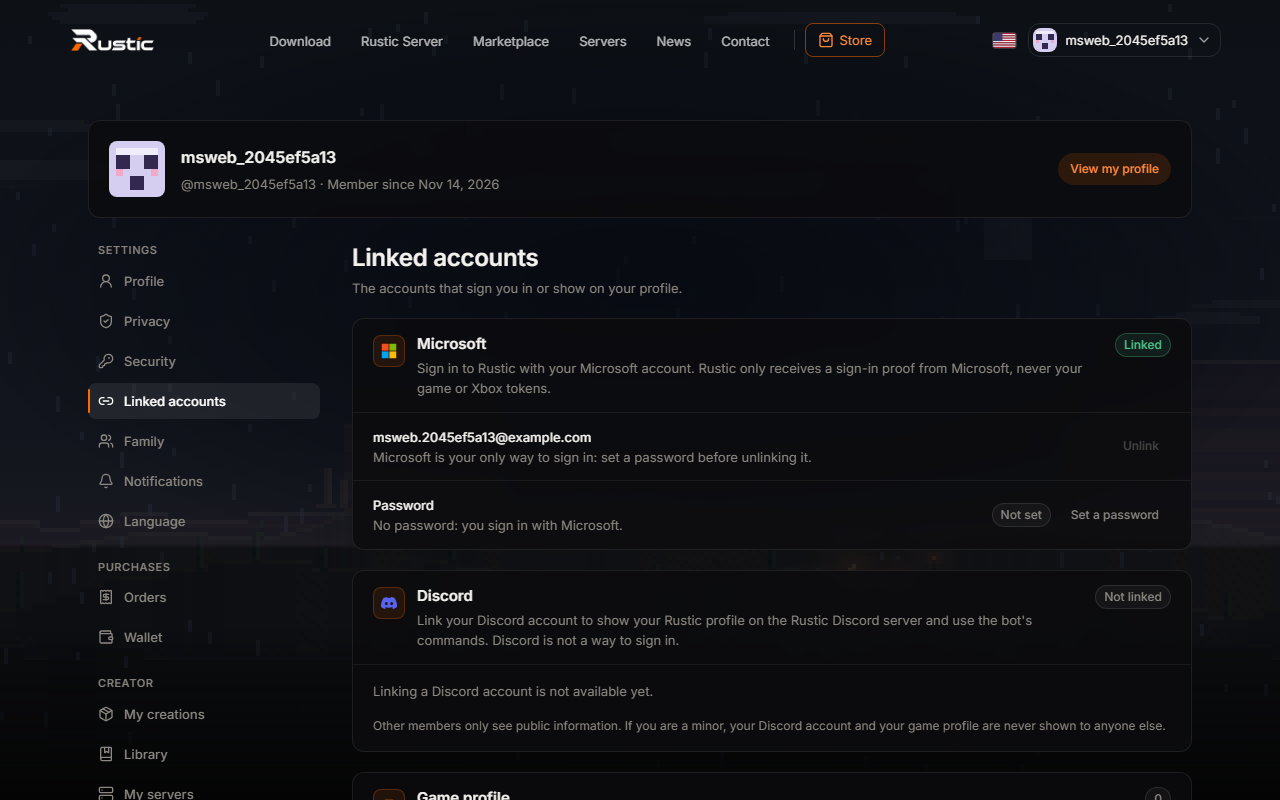 Rustic
Download
Rustic Server
Marketplace
Servers
News
Contact
Store
msweb_2045ef5a13
msweb_2045ef5a13
@msweb_2045ef5a13 · Member since Nov 14, 2026
View my profile
SETTINGS
Profile
Privacy
Security
Linked accounts
Family
Notifications
Language
PURCHASES
Orders
Wallet
CREATOR
My creations
Library
My servers
Linked accounts
The accounts that sign you in or show on your profile.
Microsoft
Linked
Sign in to Rustic with your Microsoft account. Rustic only receives a sign-in proof from Microsoft, never your
game or Xbox tokens.
msweb.2045ef5a13@example.com
Microsoft is your only way to sign in: set a password before unlinking it.
Unlink
Password
No password: you sign in with Microsoft.
Not set
Set a password
Discord
Not linked
Link your Discord account to show your Rustic profile on the Rustic Discord server and use the bot's
commands. Discord is not a way to sign in.
Linking a Discord account is not available yet.
Other members only see public information. If you are a minor, your Discord account and your game profile are never shown to anyone else.
Game profile
0